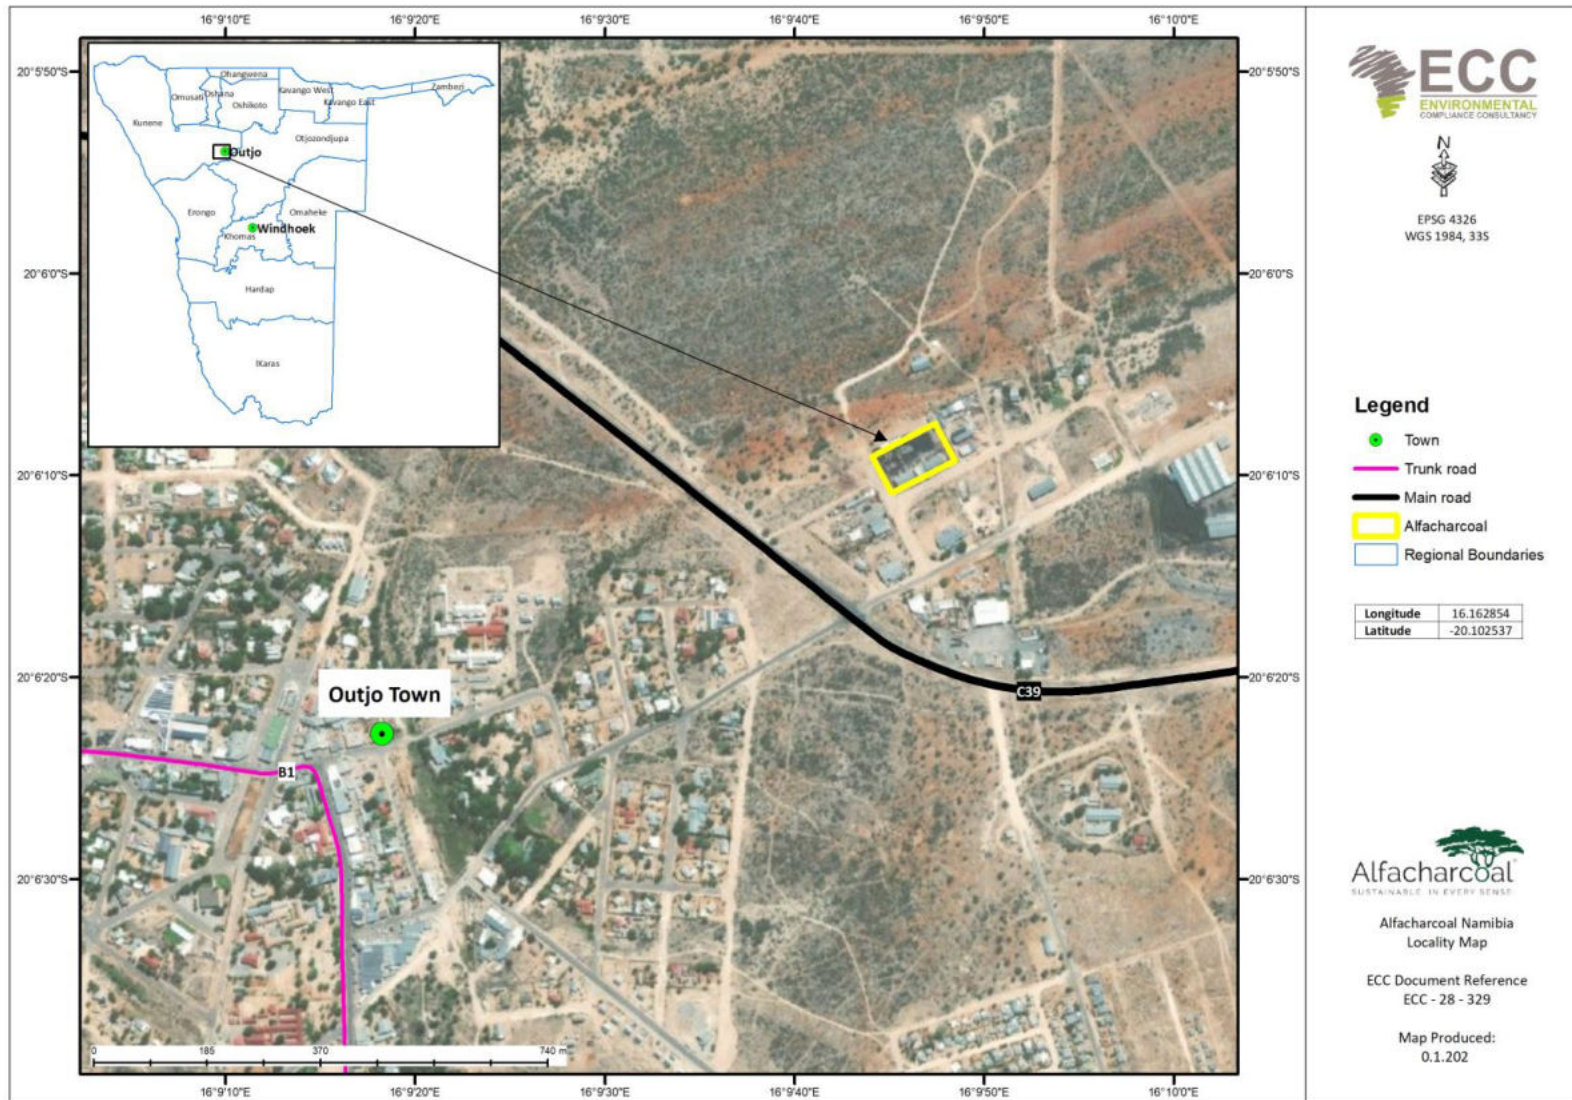 16°9'10"E 16°9'20"E 16°9'30"E 16°9'40"E 16°9'50"E 16°10'0"E
20°5'50"S
20°6'0"S
20°6'10"S
20°6'20"S
20°6'30"S
Ohangwena
Omusati
Oshana
Oshikoto
Kavango West
Kavango East
Zambezi
Kunene
Otjozondjupa
Outjo
Erongo
Omaheke
Windhoek
Khomas
Hardap
IKaras
Outjo Town
B1
C39
0 185 370 740 m
20°5'50"S
20°6'0"S
20°6'10"S
20°6'20"S
20°6'30"S
16°9'10"E 16°9'20"E 16°9'30"E 16°9'40"E 16°9'50"E 16°10'0"E
ECC
ENVIRONMENTAL
COMPLIANCE CONSULTANCY
N
EPSG 4326
WGS 1984, 33S
Legend
Town
Trunk road
Main road
Alfacharcoal
Regional Boundaries
Longitude 16.162854
Latitude -20.102537
Alfacharcoal
SUSTAINABLE IN EVERY SENSE
Alfacharcoal Namibia
Locality Map
ECC Document Reference
ECC - 28 - 329
Map Produced:
0.1.202